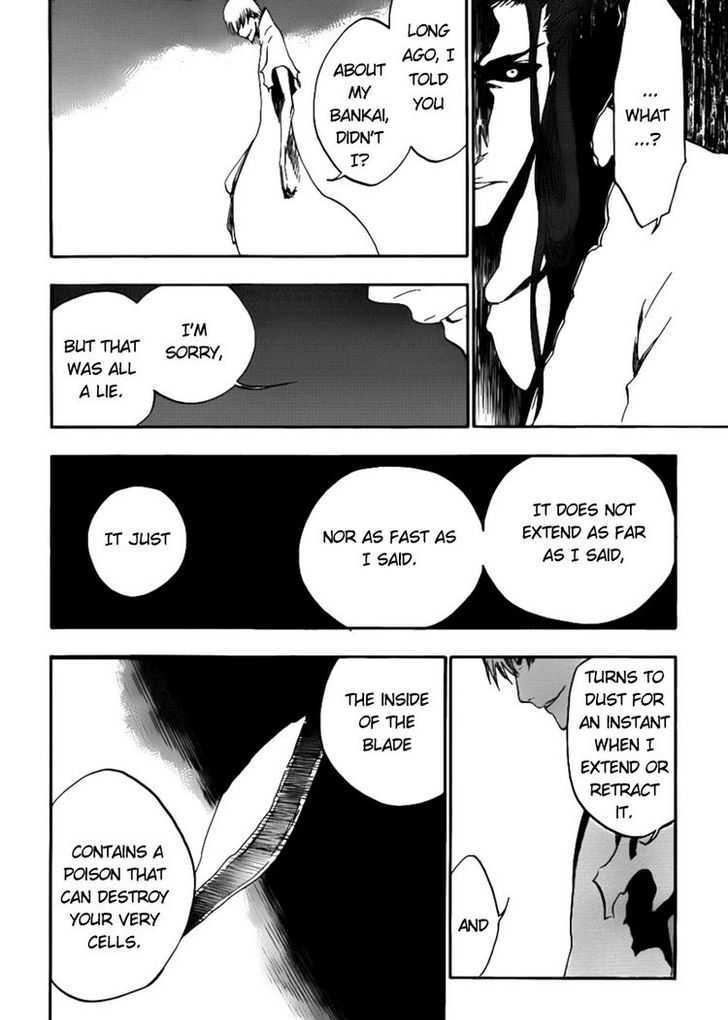 ...
WHAT
...?
LONG
AGO, I
TOLD
YOU
ABOUT
MY
BANKAI,
DIDN'T
I?
I'M
SORRY,
BUT THAT
WAS ALL
A LIE.
IT DOES NOT
EXTEND AS FAR
AS I SAID,
NOR AS FAST AS
I SAID.
IT JUST
TURNS TO
DUST FOR
AN INSTANT
WHEN I
EXTEND OR
RETRACT
IT.
AND
THE INSIDE
OF THE
BLADE
CONTAINS A
POISON THAT
CAN DESTROY
YOUR VERY
CELLS.